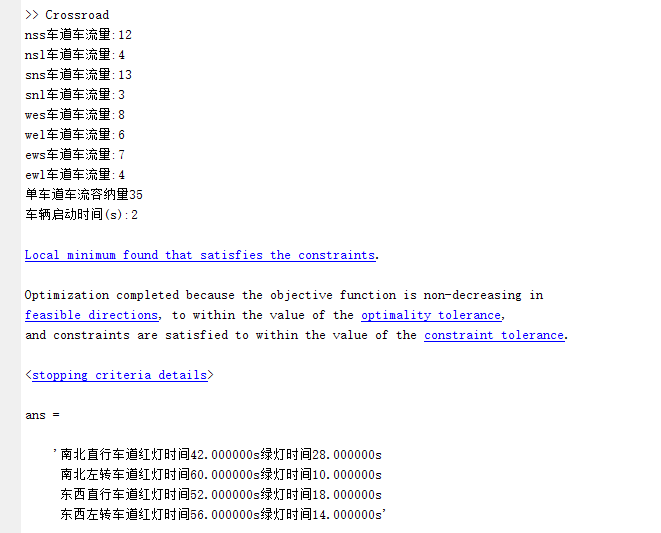 >> Crossroad
nss车道车流量:12
nsl车道车流量:4
sns车道车流量:13
snl车道车流量:3
wes车道车流量:8
wel车道车流量:6
ews车道车流量:7
ewl车道车流量:4
单车道车流容纳量35
车辆启动时间(s):2
Local minimum found that satisfies the constraints.
Optimization completed because the objective function is non-decreasing in
feasible directions, to within the value of the optimality tolerance,
and constraints are satisfied to within the value of the constraint tolerance.
<stopping criteria details>
ans =
'南北直行车道红灯时间42.000000s绿灯时间28.000000s
南北左转车道红灯时间60.000000s绿灯时间10.000000s
东西直行车道红灯时间52.000000s绿灯时间18.000000s
东西左转车道红灯时间56.000000s绿灯时间14.000000s'